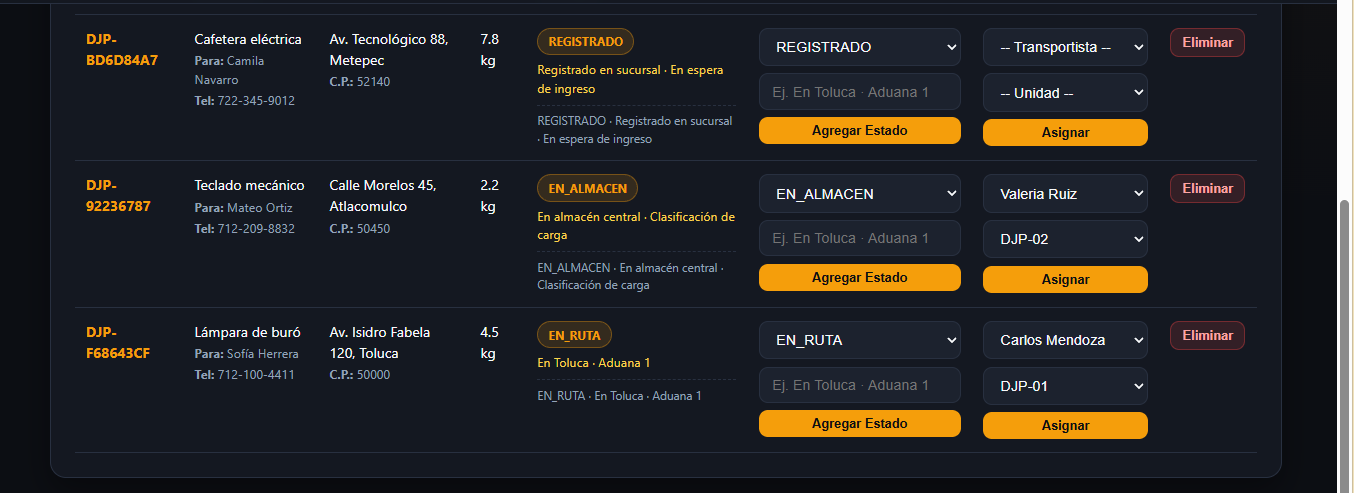 DJP-
BD6D84A7
Cafetera eléctrica
Para: Camila
Navarro
Tel: 722-345-9012
Av. Tecnológico 88,
Metepec
C.P.: 52140
7.8
kg
REGISTRADO
Registrado en sucursal · En espera
de ingreso
REGISTRADO · Registrado en sucursal
· En espera de ingreso
REGISTRADO
Ej. En Toluca · Aduana 1
Agregar Estado
-- Transportista --
-- Unidad --
Asignar
Eliminar
DJP-
92236787
Teclado mecánico
Para: Mateo Ortiz
Tel: 712-209-8832
Calle Morelos 45,
Atlacomulco
C.P.: 50450
2.2
kg
EN_ALMACEN
En almacén central · Clasificación de
carga
EN_ALMACEN · En almacén central ·
Clasificación de carga
EN_ALMACEN
Ej. En Toluca · Aduana 1
Agregar Estado
Valeria Ruiz
DJP-02
Asignar
Eliminar
DJP-
F68643CF
Lámpara de buró
Para: Sofía Herrera
Tel: 712-100-4411
Av. Isidro Fabela
120, Toluca
C.P.: 50000
4.5
kg
EN_RUTA
En Toluca · Aduana 1
EN_RUTA · En Toluca · Aduana 1
EN_RUTA
Ej. En Toluca · Aduana 1
Agregar Estado
Carlos Mendoza
DJP-01
Asignar
Eliminar